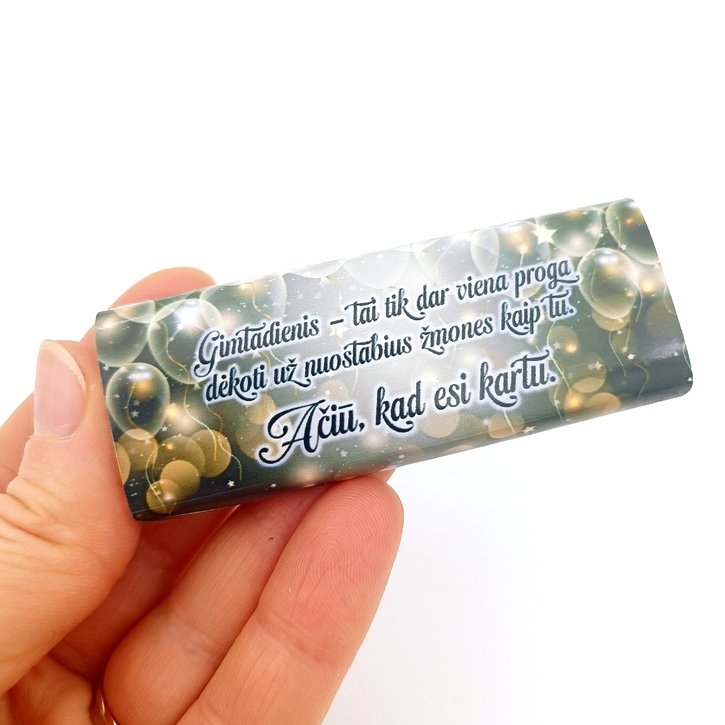 Gimtadienis – tai tik dar viena proga
dėkoti už nuostabius žmones kaip tu.
Ačiū, kad esi kartu.